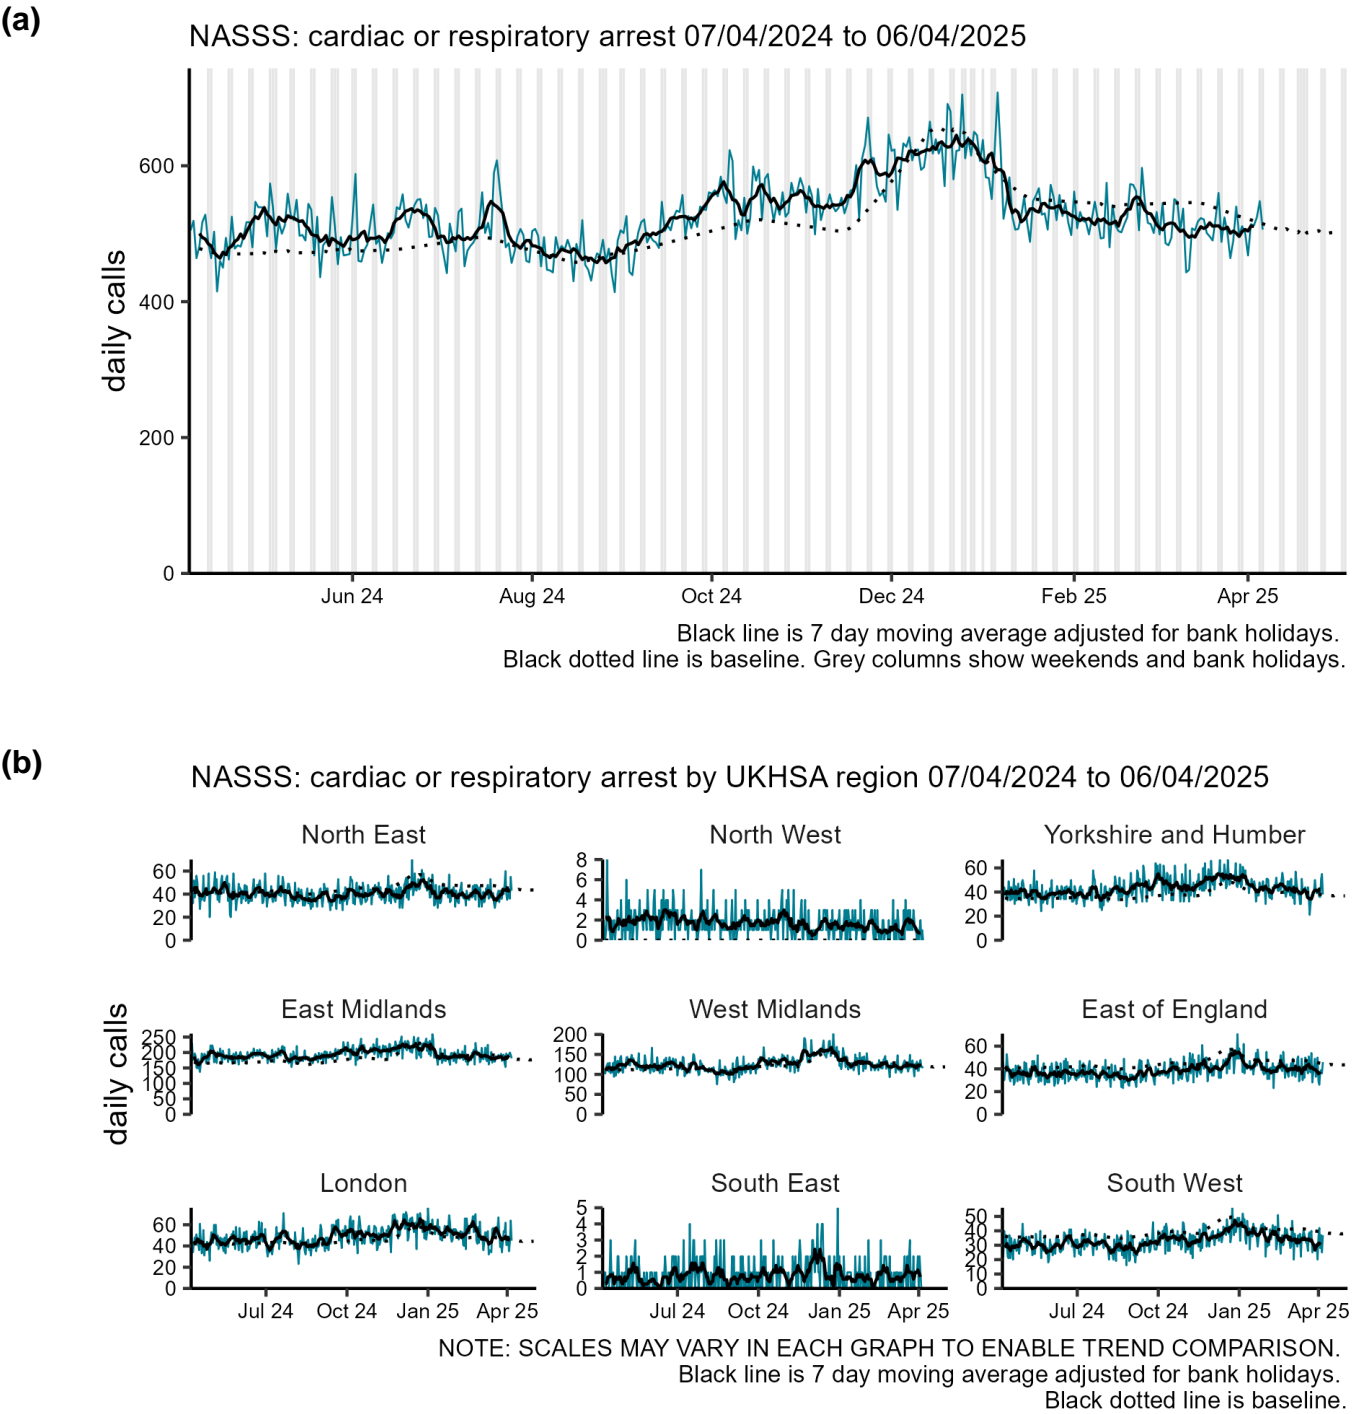 (a)
NASSS: cardiac or respiratory arrest 07/04/2024 to 06/04/2025
daily calls
600
400
200
0
Jun 24 Aug 24 Oct 24 Dec 24 Feb 25 Apr 25
Black line is 7 day moving average adjusted for bank holidays.
Black dotted line is baseline. Grey columns show weekends and bank holidays.
(b)
NASSS: cardiac or respiratory arrest by UKHSA region 07/04/2024 to 06/04/2025
daily calls
North East
60
40
20
0
North West
8
6
4
2
0
Yorkshire and Humber
60
40
20
0
East Midlands
250
200
150
100
50
0
West Midlands
200
150
100
50
0
East of England
60
40
20
0
London
60
40
20
0
South East
5
4
3
2
1
0
South West
50
40
30
20
10
0
Jul 24 Oct 24 Jan 25 Apr 25
Jul 24 Oct 24 Jan 25 Apr 25
Jul 24 Oct 24 Jan 25 Apr 25
NOTE: SCALES MAY VARY IN EACH GRAPH TO ENABLE TREND COMPARISON.
Black line is 7 day moving average adjusted for bank holidays.
Black dotted line is baseline.